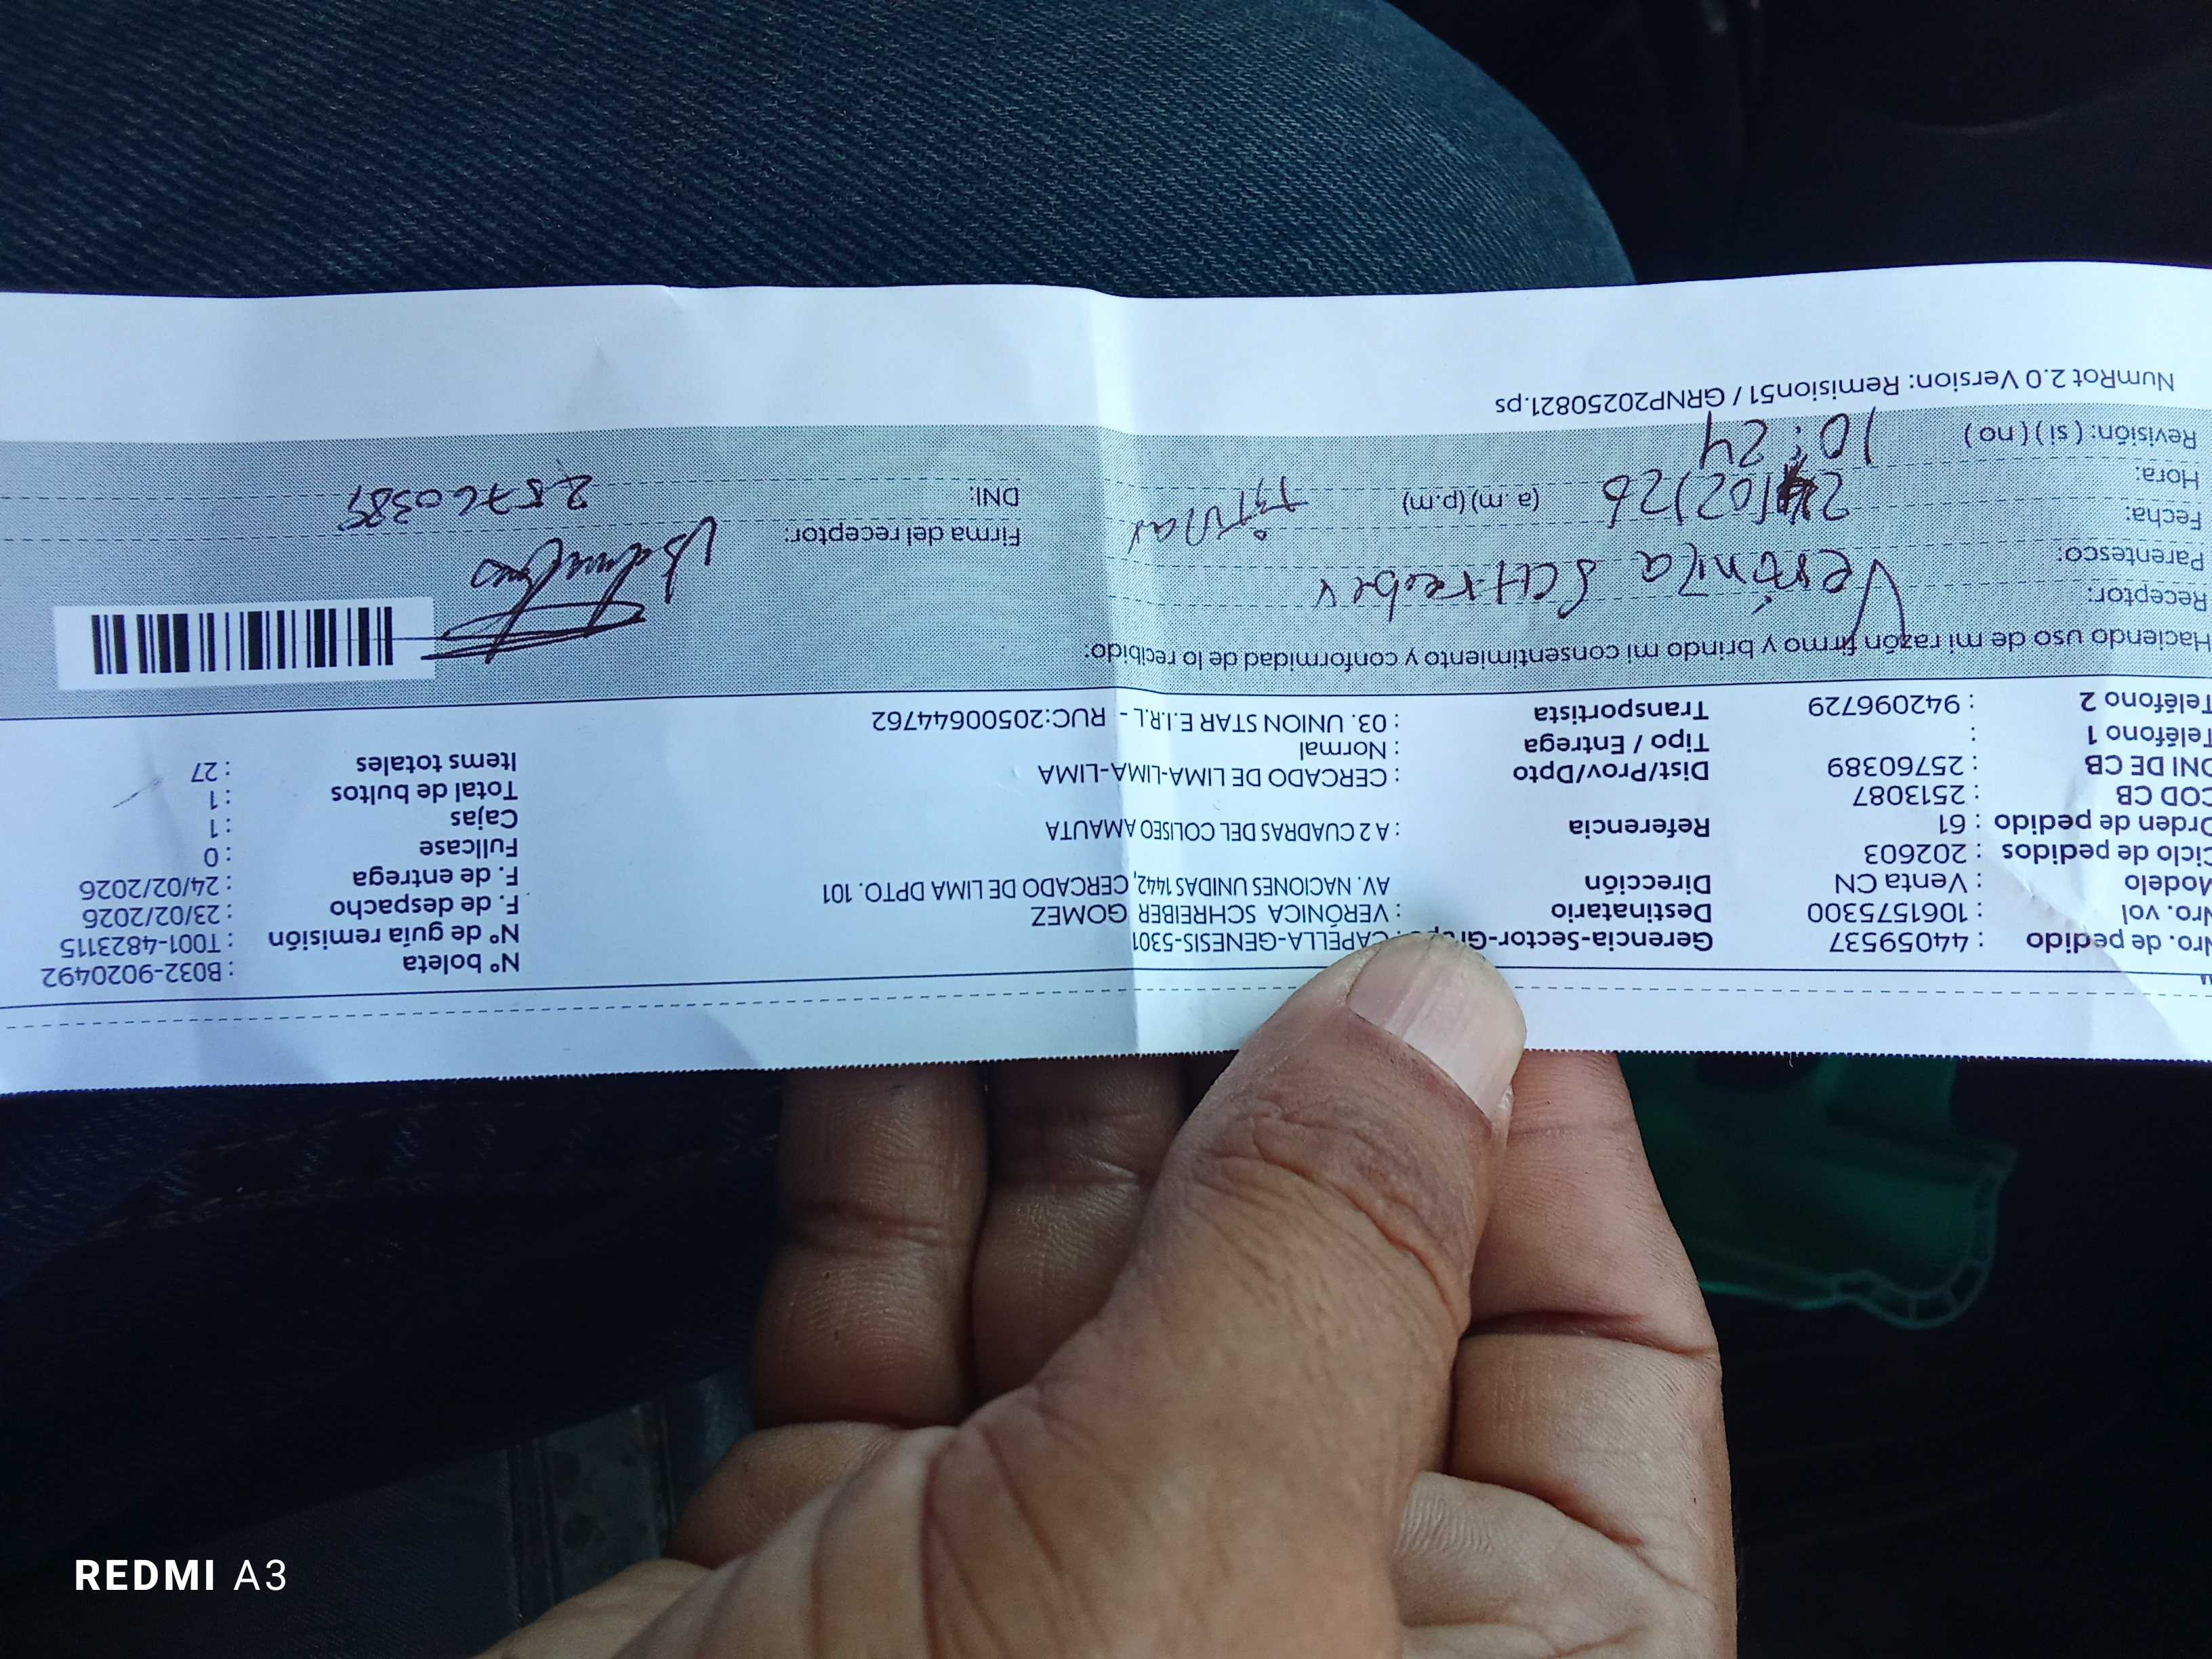 Nro. de pedido : 44059537 Gerencia-Sector-Grupo : CAPELLA-GENESIS-5301 N° boleta : B032-9020492
Nro. vol : 1061575300 Destinatario : VERÓNICA SCHREIBER GOMEZ N° de guía remisión : T001-4823115
Modelo : Venta CN Dirección AV. NACIONES UNIDAS 1442, CERCADO DE LIMA DPTO. 101 F. de despacho : 23/02/2026
Ciclo de pedidos : 202603 F. de entrega : 24/02/2026
Orden de pedido : 61 Referencia : A 2 CUADRAS DEL COLISEO AMAUTA Fullcase : 0
COD CB : 2513087 Cajas : 1
DNI DE CB : 25760389 Dist/Prov/Dpto : CERCADO DE LIMA-LIMA-LIMA Total de bultos : 1
Teléfono 1 : Tipo / Entrega : Normal Items totales : 27
Teléfono 2 : 942096729 Transportista : 03. UNION STAR E.I.R.L - RUC:20500644762
Haciendo uso de mi razón firmo y brindo mi consentimiento y conformidad de lo recibido:
Receptor: Verónica SCHreiber
Parentesco: titular
Fecha: 24/02/26 Firma del receptor:
Hora: 10:24 (a.m) (p.m) DNI: 25760389
Revisión: ( si ) ( no )
NumRot 2.0 Version: Remision51 / GRNP20250821.ps
REDMI A3